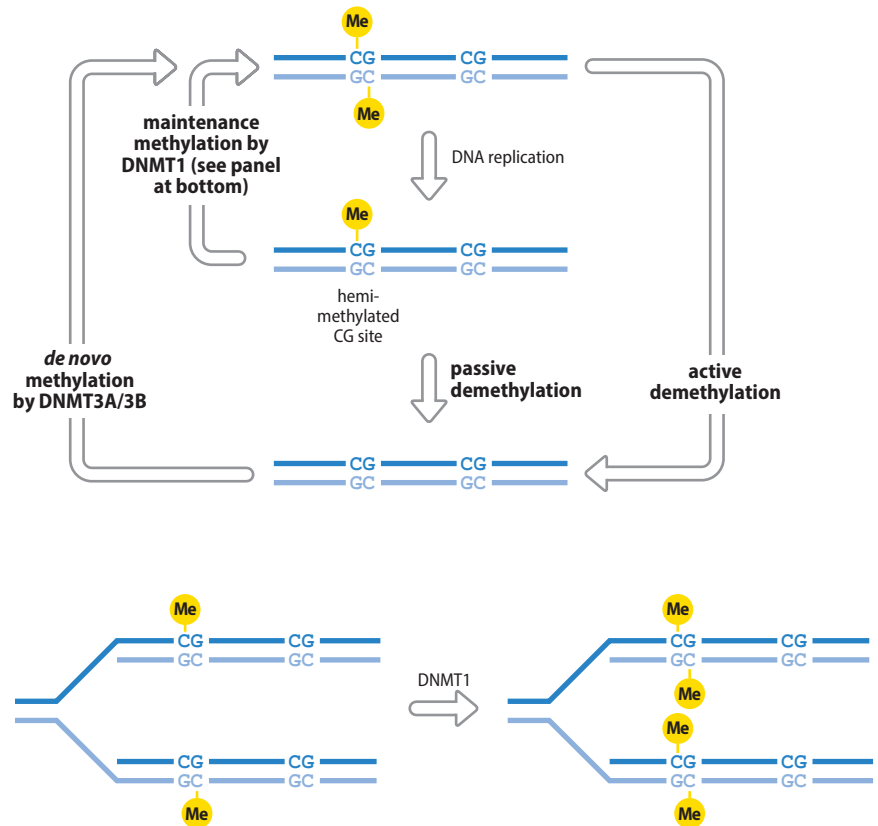 Me
CG CG
GC GC
Me
maintenance
methylation by
DNMT1 (see panel
at bottom)
DNA replication
Me
CG CG
GC GC
hemi-
methylated
CG site
de novo
methylation
by DNMT3A/3B
passive
demethylation
active
demethylation
CG CG
GC GC
Me
CG CG
GC GC
CG CG
GC GC
Me
DNMT1
Me
CG CG
GC GC
Me
Me
CG CG
GC GC
Me